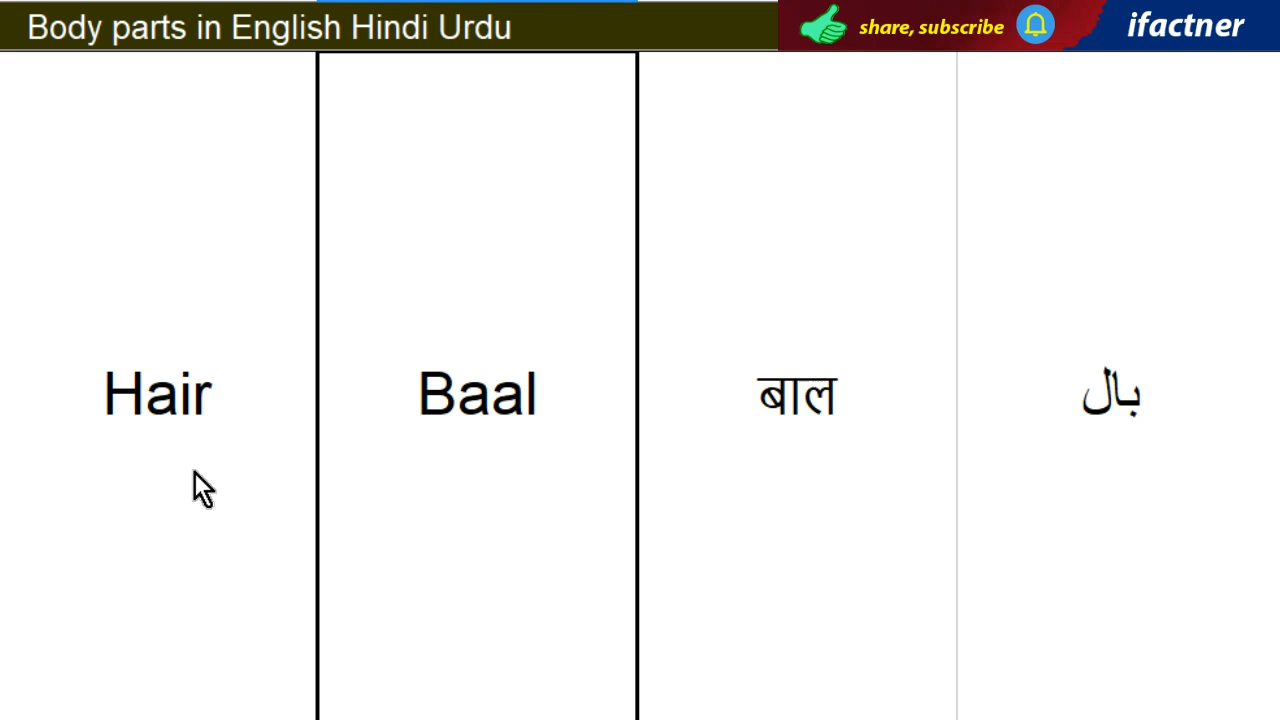 Body parts in English Hindi Urdu
share, subscribe
ifactner
Hair
Baal
बाल
بال